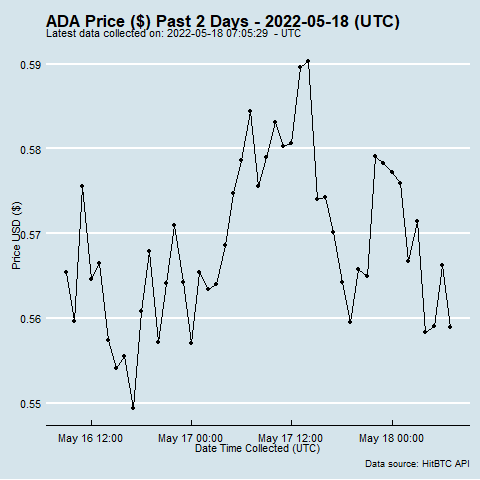 ADA Price ($) Past 2 Days - 2022-05-18 (UTC)
Latest data collected on: 2022-05-18 07:05:29 - UTC
0.59
0.58
0.57
0.56
0.55
Price USD ($)
May 16 12:00 May 17 00:00 May 17 12:00 May 18 00:00
Date Time Collected (UTC)
Data source: HitBTC API